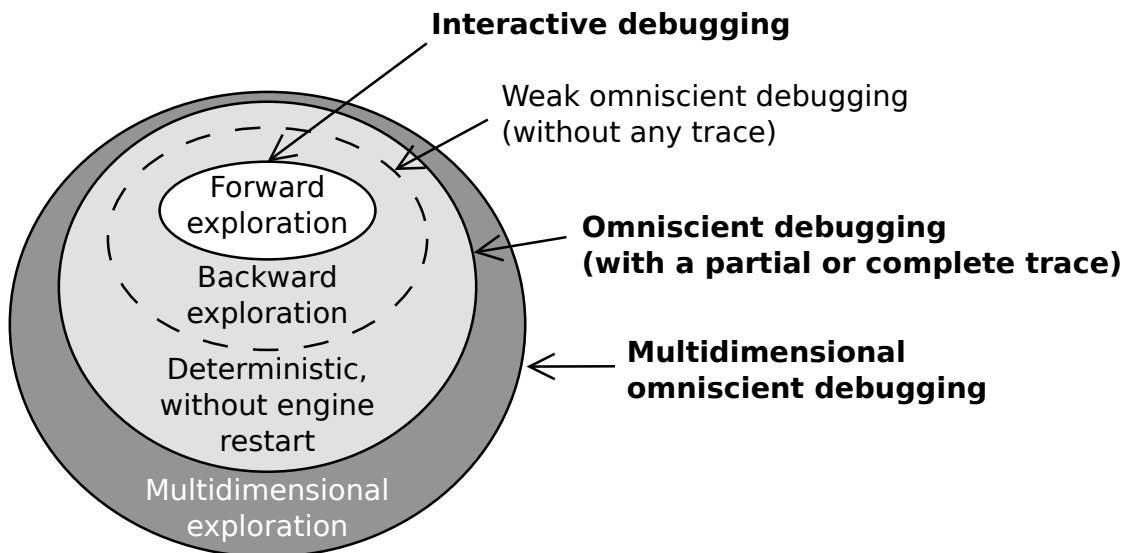 Interactive debugging
Weak omniscient debugging
(without any trace)
Forward
exploration
Omniscient debugging
(with a partial or complete trace)
Backward
exploration
Multidimensional
omniscient debugging
Deterministic,
without engine
restart
Multidimensional
exploration